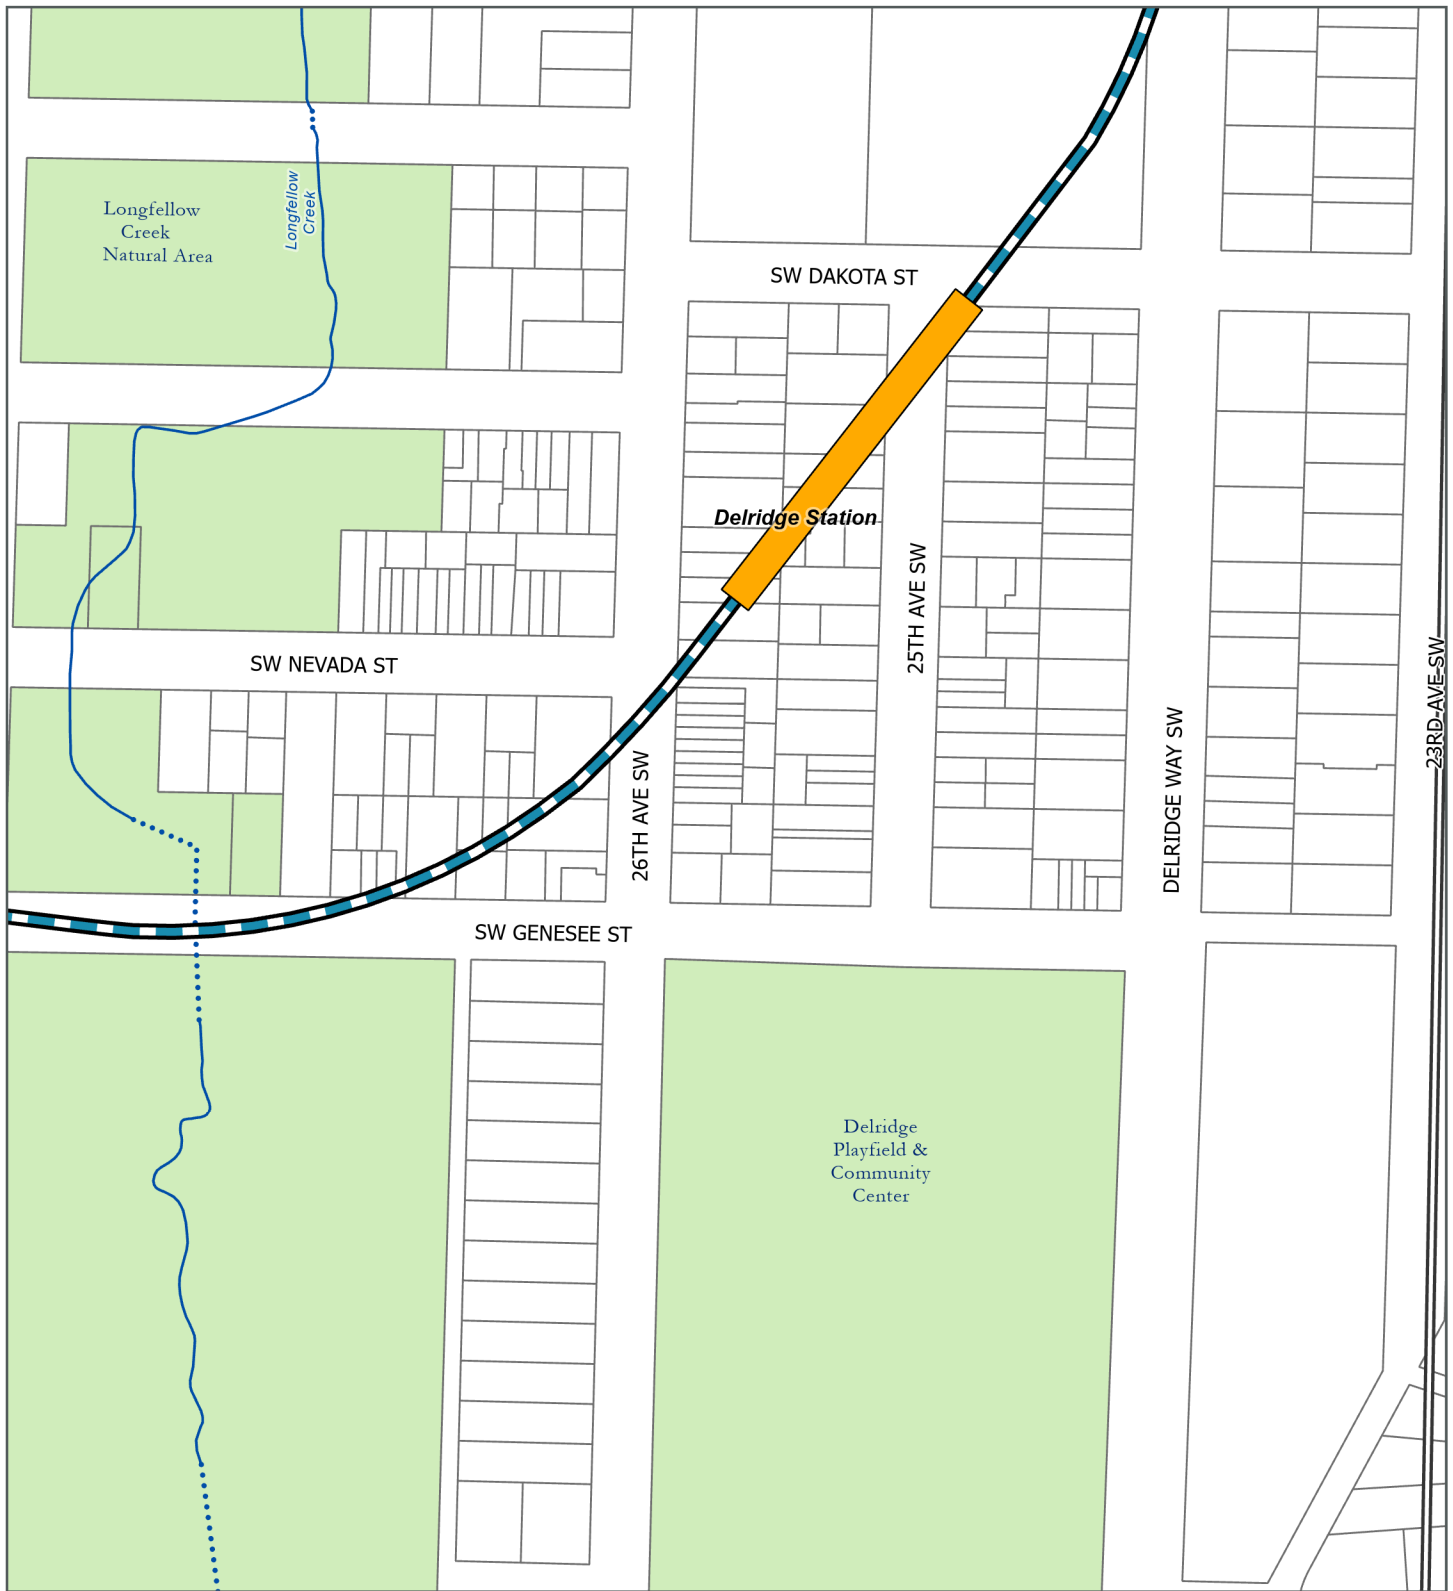 Longfellow
Creek
Natural Area
Longfellow
Creek
SW DAKOTA ST
Delridge Station
25TH AVE SW
SW NEVADA ST
23RD AVE SW
DELRIDGE WAY SW
26TH AVE SW
SW GENESEE ST
Delridge
Playfield &
Community
Center